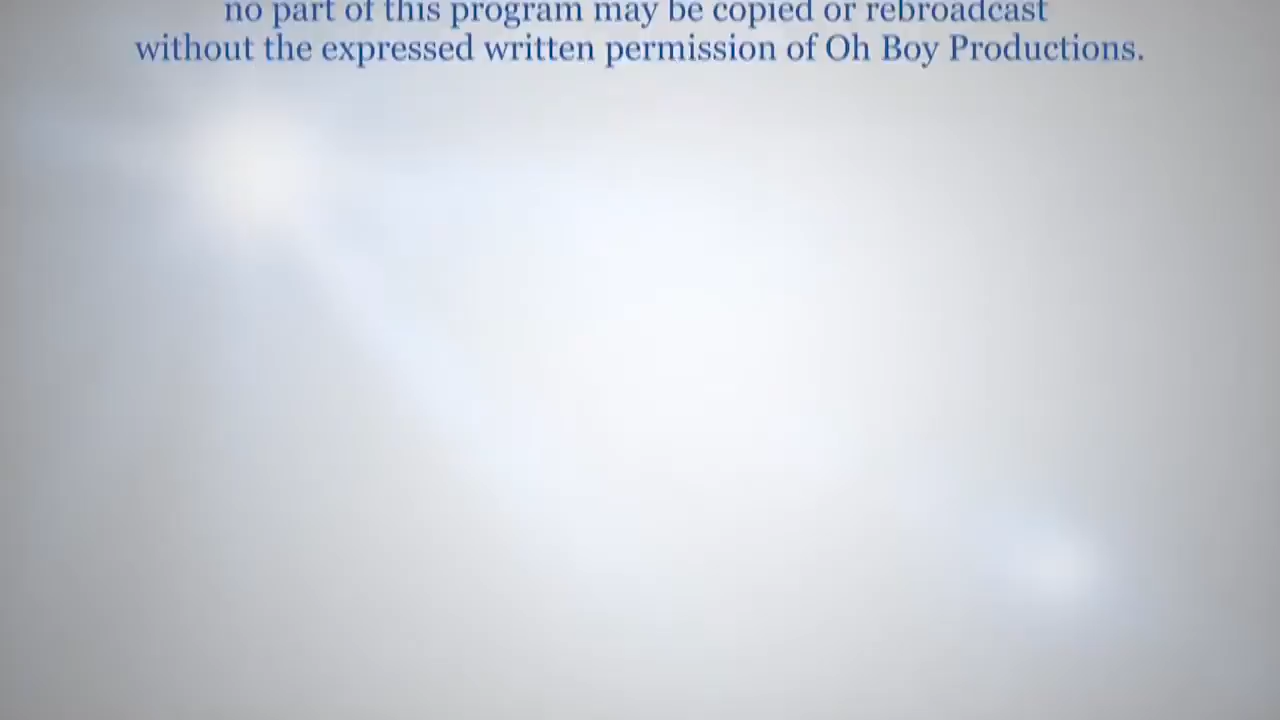 no part of this program may be copied or rebroadcast
without the expressed written permission of Oh Boy Productions.